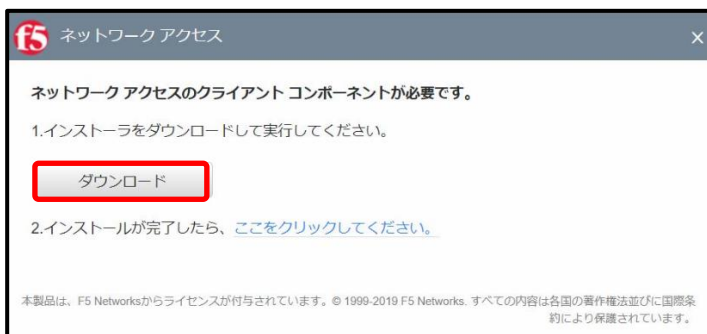 f5 ネットワーク アクセス ×
ネットワーク アクセスのクライアント コンポーネントが必要です。
1.インストーラをダウンロードして実行してください。
ダウンロード
2.インストールが完了したら、ここをクリックしてください。
本製品は、F5 Networksからライセンスが付与されています。© 1999-2019 F5 Networks. すべての内容は各国の著作権法並びに国際条
約により保護されています。